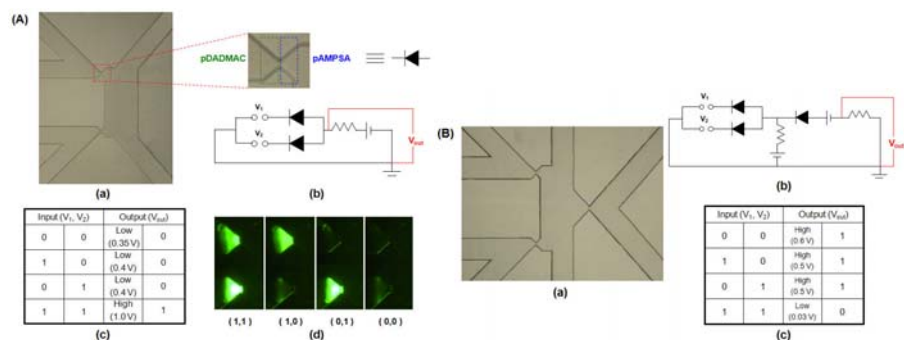 (A)
pDADMAC pAMPSA
V₁
V₂
Vout
(a)
(b)
Input (V₁, V₂) Output (Vout)
0 0 Low (0.35 V) 0
1 0 Low (0.4 V) 0
0 1 Low (0.4 V) 0
1 1 High (1.0 V) 1
(c)
(1,1) (1,0) (0,1) (0,0)
(d)
(B)
V₁
V₂
Vout
(a)
(b)
Input (V₁, V₂) Output (Vout)
0 0 High (0.6 V) 1
1 0 High (0.5 V) 1
0 1 High (0.5 V) 1
1 1 Low (0.03 V) 0
(c)